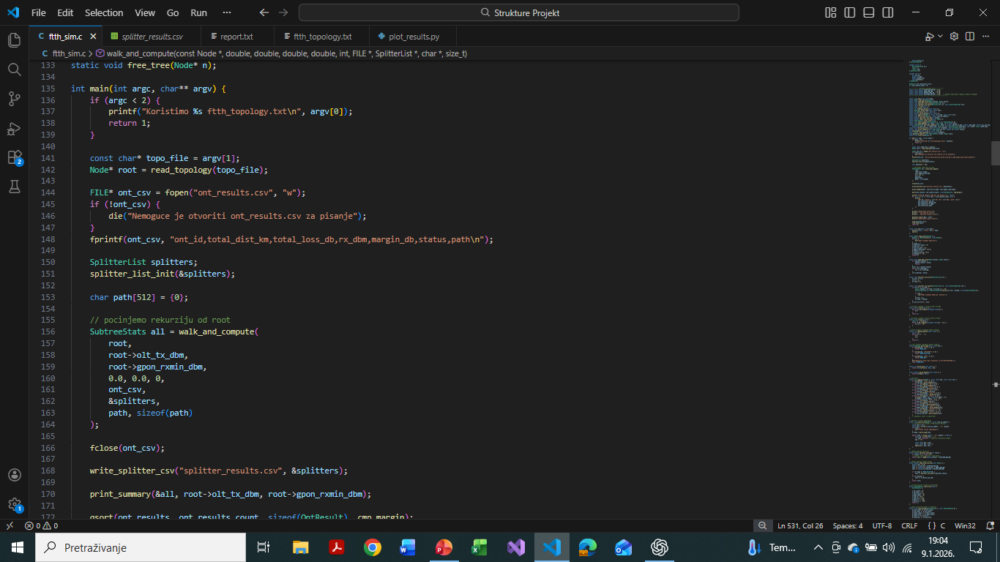 File Edit Selection View Go Run ··· Strukture Projekt
ftth_sim.c splitter_results.csv report.txt ftth_topology.txt plot_results.py
C ftth_sim.c > walk_and_compute(const Node *, double, double, double, double, int, FILE *, SplitterList *, char *, size_t)
133 static void free_tree(Node* n);
134
135 int main(int argc, char** argv) {
136 if (argc < 2) {
137 printf("Koristimo %s ftth_topology.txt\n", argv[0]);
138 return 1;
139 }
140
141 const char* topo_file = argv[1];
142 Node* root = read_topology(topo_file);
143
144 FILE* ont_csv = fopen("ont_results.csv", "w");
145 if (!ont_csv) {
146 die("Nemoguce je otvoriti ont_results.csv za pisanje");
147 }
148 fprintf(ont_csv, "ont_id,total_dist_km,total_loss_db,rx_dbm,margin_db,status,path\n");
149
150 SplitterList splitters;
151 splitter_list_init(&splitters);
152
153 char path[512] = {0};
154
155 // pocinjemo rekurziju od root
156 SubtreeStats all = walk_and_compute(
157 root,
158 root->olt_tx_dbm,
159 root->gpon_rxmin_dbm,
160 0.0, 0.0, 0,
161 ont_csv,
162 &splitters,
163 path, sizeof(path)
164 );
165
166 fclose(ont_csv);
167
168 write_splitter_csv("splitter_results.csv", &splitters);
169
170 print_summary(&all, root->olt_tx_dbm, root->gpon_rxmin_dbm);
171
172 qsort(ont_results, ont_results_count, sizeof(OntResult), cmp_margin);
0 0 Ln 531, Col 26 Spaces: 4 UTF-8 CRLF { } C Win32
Pretraživanje Tem... 19:04
9.1.2026.